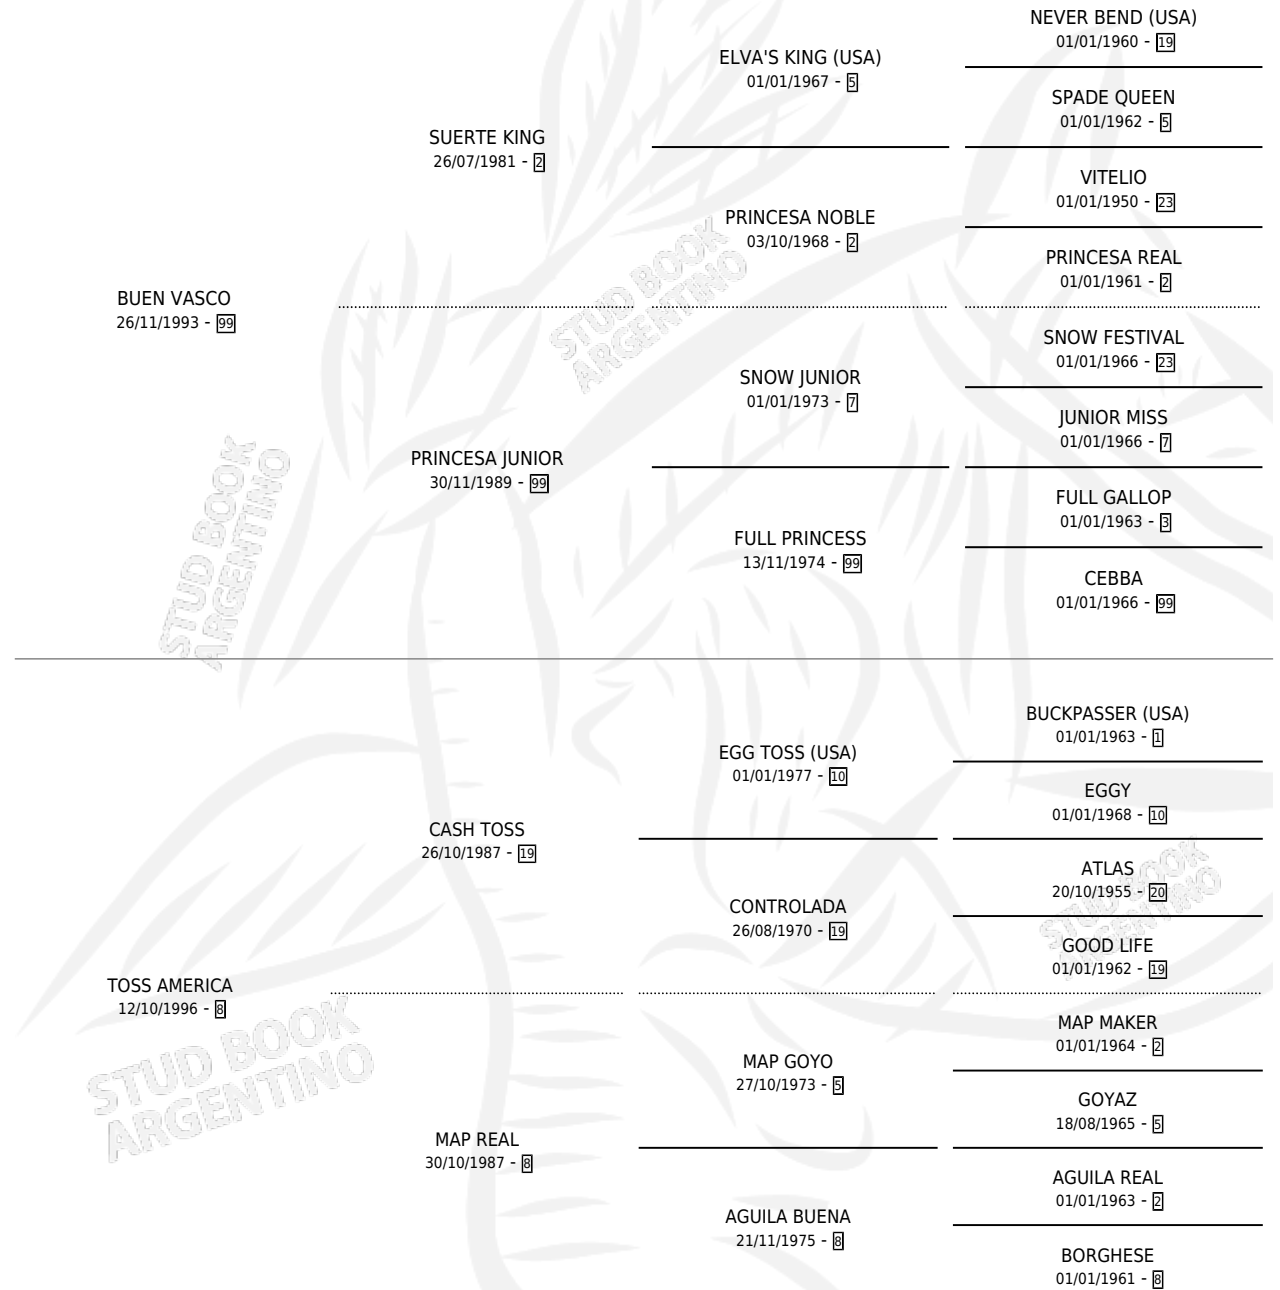 NEVER BEND (USA)
01/01/1960 - 19
ELVA'S KING (USA)
01/01/1967 - 5
SPADE QUEEN
01/01/1962 - 5
SUERTE KING
26/07/1981 - 2
VITELIO
01/01/1950 - 23
PRINCESA NOBLE
03/10/1968 - 2
PRINCESA REAL
01/01/1961 - 2
BUEN VASCO
26/11/1993 - 99
SNOW FESTIVAL
01/01/1966 - 23
SNOW JUNIOR
01/01/1973 - 7
JUNIOR MISS
01/01/1966 - 7
PRINCESA JUNIOR
30/11/1989 - 99
FULL GALLOP
01/01/1963 - 3
FULL PRINCESS
13/11/1974 - 99
CEBBA
01/01/1966 - 99
BUCKPASSER (USA)
01/01/1963 - 1
EGG TOSS (USA)
01/01/1977 - 10
EGGY
01/01/1968 - 10
CASH TOSS
26/10/1987 - 19
ATLAS
20/10/1955 - 20
CONTROLADA
26/08/1970 - 19
GOOD LIFE
01/01/1962 - 19
TOSS AMERICA
12/10/1996 - 8
MAP MAKER
01/01/1964 - 2
MAP GOYO
27/10/1973 - 5
GOYAZ
18/08/1965 - 5
MAP REAL
30/10/1987 - 8
AGUILA REAL
01/01/1963 - 2
AGUILA BUENA
21/11/1975 - 8
BORGHESE
01/01/1961 - 8
STUD BOOK
ARGENTINO
STUD BOOK
ARGENTINO
STUD BOOK
ARGENTINO
STUD BOOK
ARGENTINO